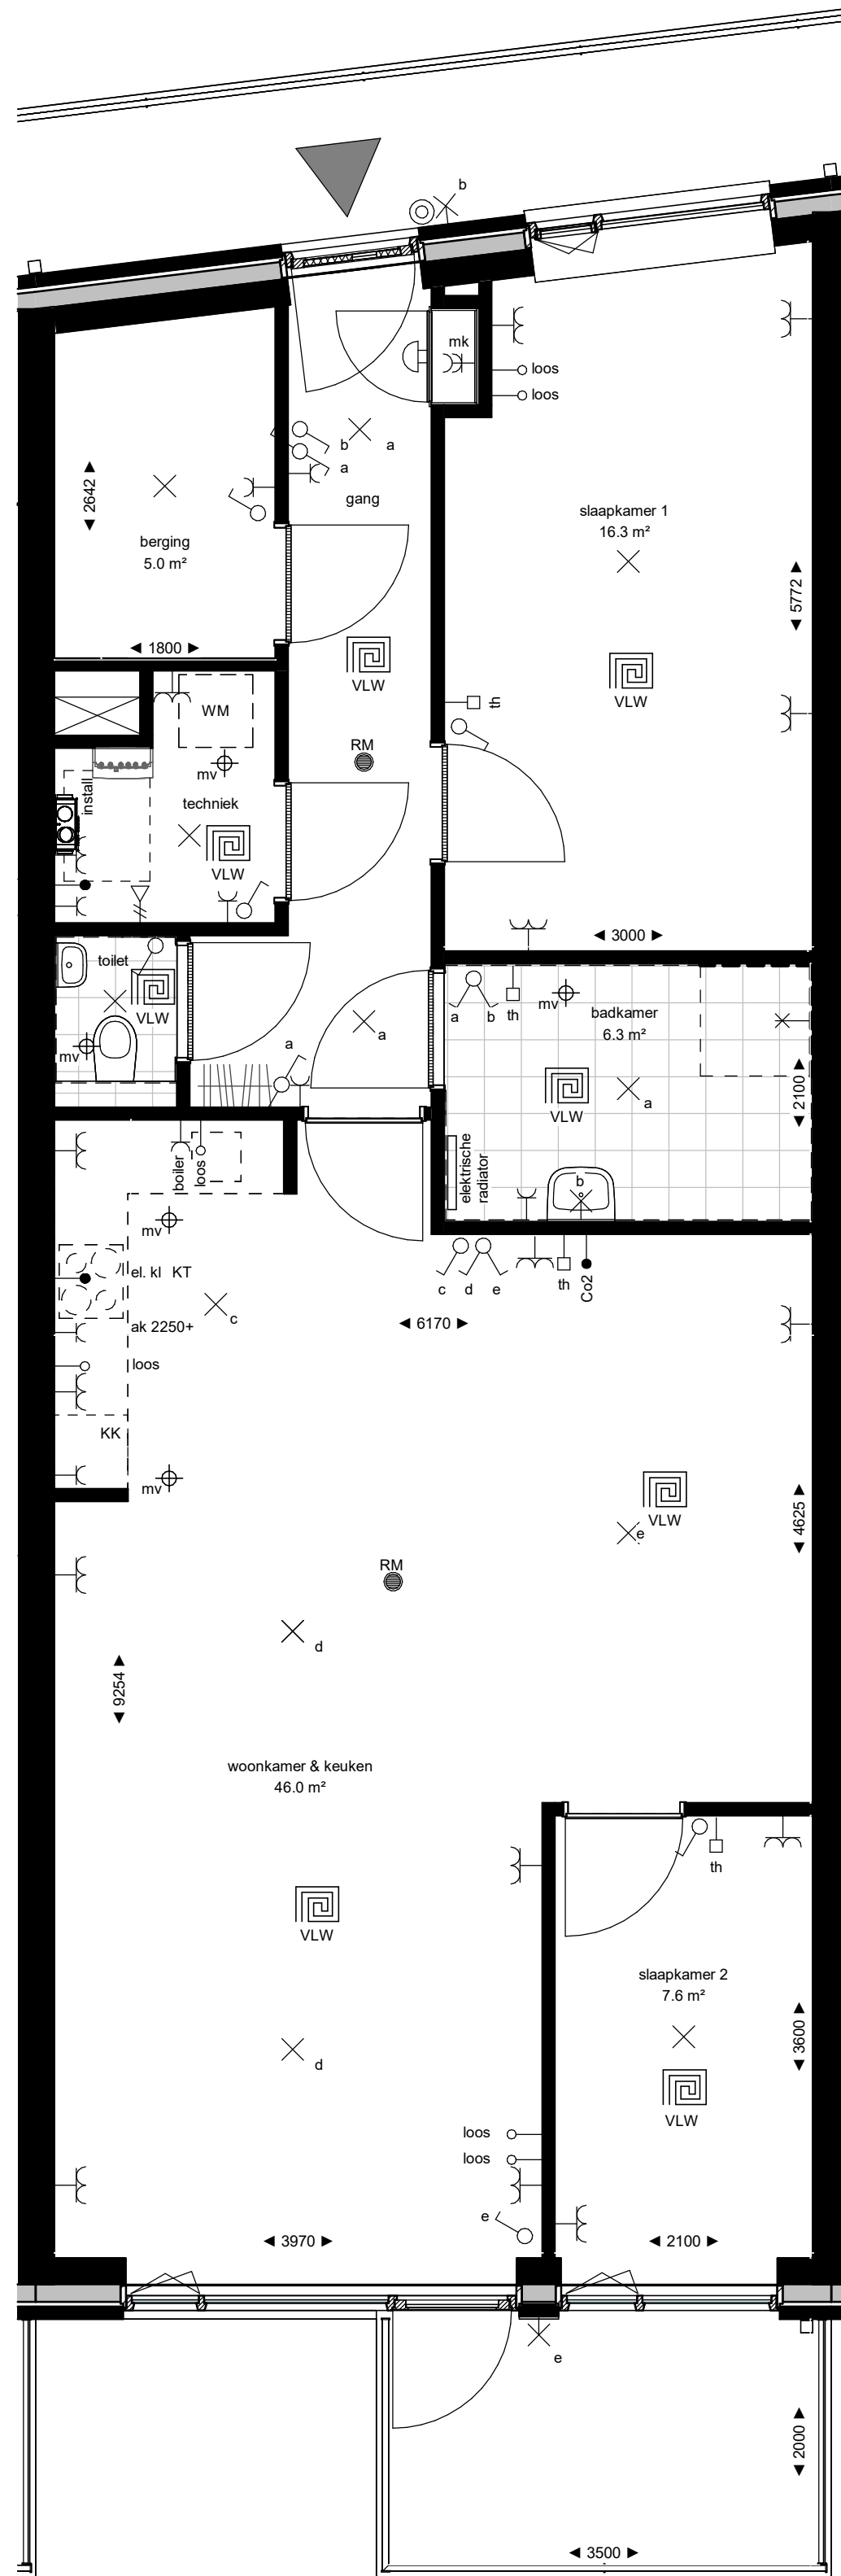 b
mk
loos
loos
b
a
a
gang
2642
slaapkamer 1
16.3 m²
berging
5.0 m²
5772
1800
VLW
VLW
th
WM
RM
mv
install
techniek
VLW
3000
toilet
VLW
mv
a
a
a
b
th
mv
badkamer
6.3 m²
2100
VLW
a
elektrische
radiator
b
boiler
loos
mv
el. kl
KT
c
ak 2250+
loos
KK
mv
c
d
e
th
Co2
6170
VLW
e
4625
RM
d
9254
woonkamer & keuken
46.0 m²
th
VLW
slaapkamer 2
7.6 m²
3600
d
VLW
loos
loos
e
3970
2100
e
2000
3500